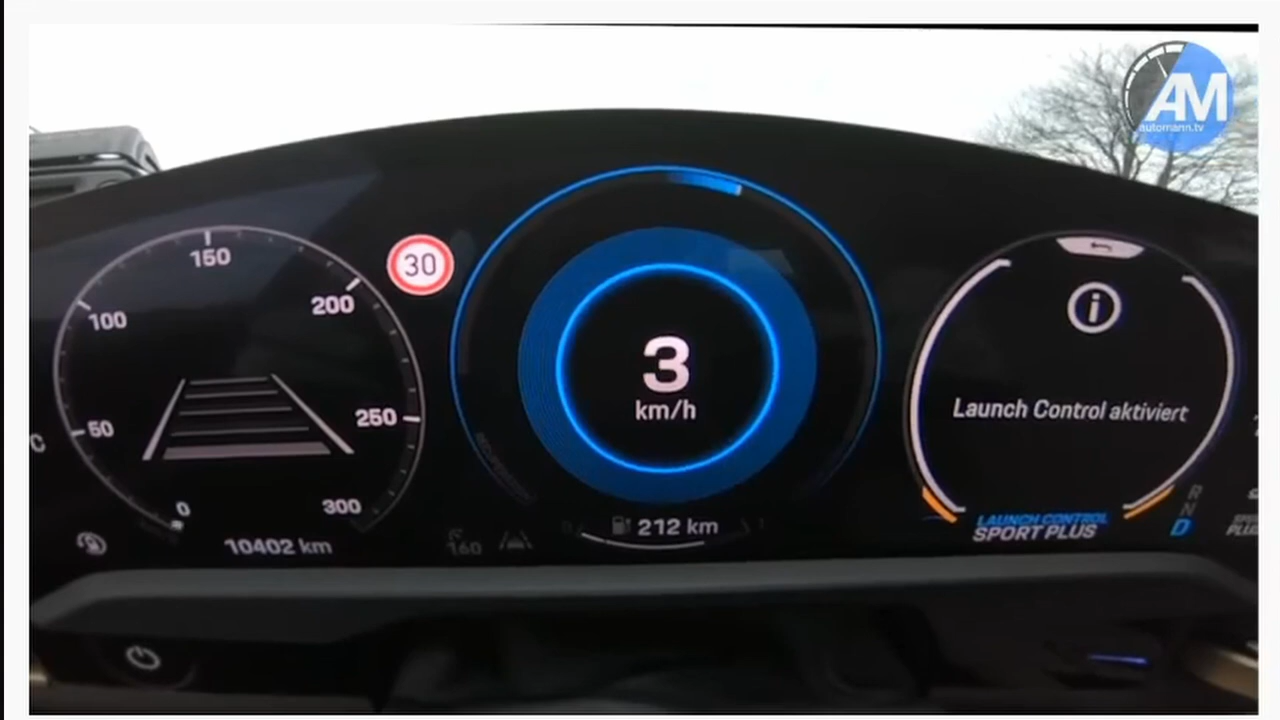 AM
automann.tv
150
100
200
50
250
0
300
10402 km
30
3
km/h
160
212 km
i
Launch Control aktiviert
LAUNCH CONTROL
SPORT PLUS
R
N
D
C